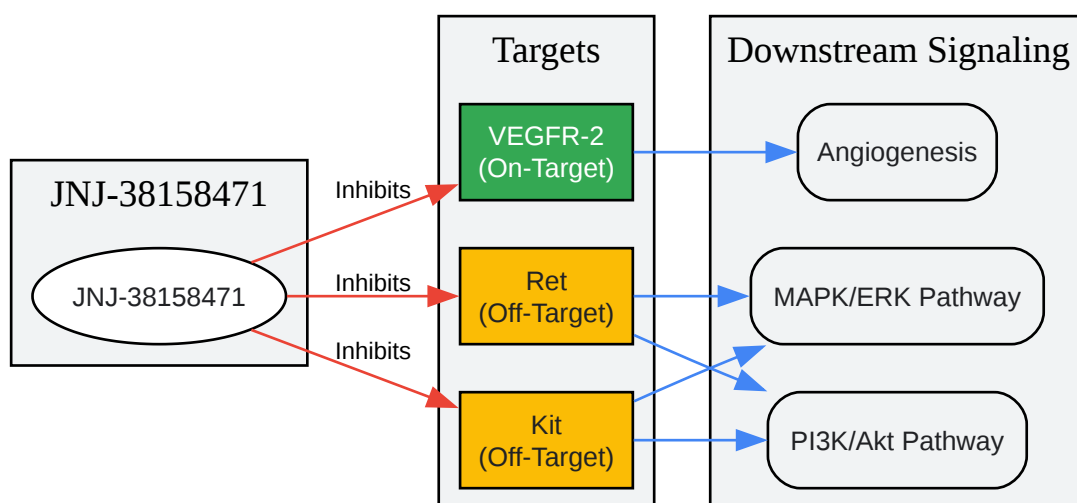 JNJ-38158471
JNJ-38158471
Inhibits
Inhibits
Inhibits
Targets
VEGFR-2
(On-Target)
Ret
(Off-Target)
Kit
(Off-Target)
Downstream Signaling
Angiogenesis
MAPK/ERK Pathway
PI3K/Akt Pathway